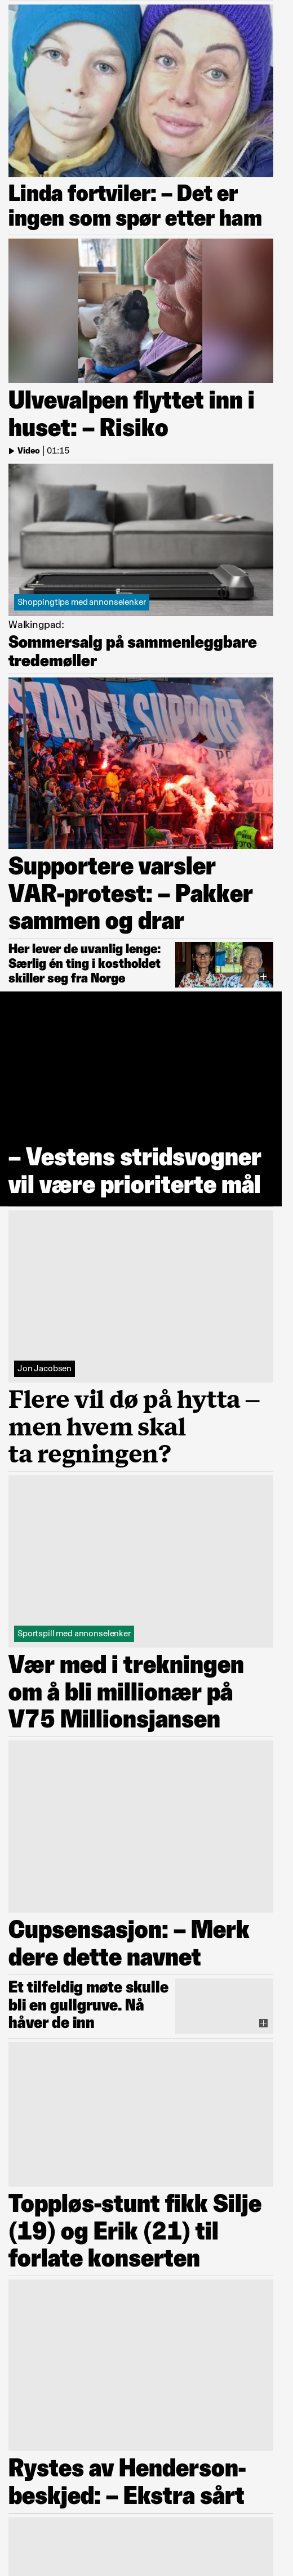 Linda fortviler: – Det er
ingen som spør etter ham
Ulvevalpen flyttet inn i
huset: – Risiko
Video | 01:15
Shoppingtips med annonselenker
Walkingpad:
Sommersalg på sammenleggbare
tredemøller
STABÆK SUPPORT
Supportere varsler
VAR-protest: – Pakker
sammen og drar
Her lever de uvanlig lenge:
Særlig én ting i kostholdet
skiller seg fra Norge
– Vestens stridsvogner
vil være prioriterte mål
Jon Jacobsen
Flere vil dø på hytta –
men hvem skal
ta regningen?
Sportspill med annonselenker
Vær med i trekningen
om å bli millionær på
V75 Millionsjansen
Cupsensasjon: – Merk
dere dette navnet
Et tilfeldig møte skulle
bli en gullgruve. Nå
håver de inn
Toppløs-stunt fikk Silje
(19) og Erik (21) til
forlate konserten
Rystes av Henderson-
beskjed: – Ekstra sårt